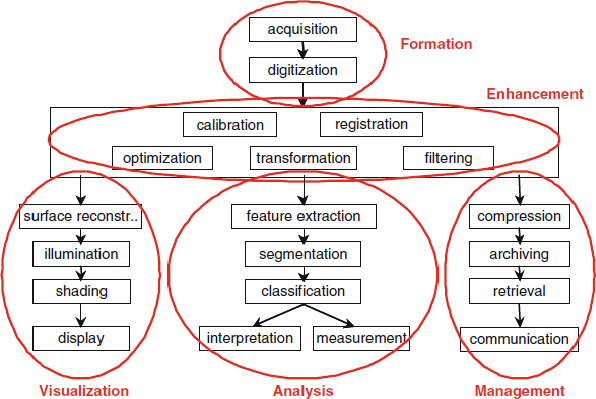 acquisition
Formation
digitization
Enhancement
calibration
registration
optimization
transformation
filtering
surface reconstr..
feature extraction
compression
illumination
segmentation
archiving
shading
classification
retrieval
display
interpretation
measurement
communication
Visualization
Analysis
Management